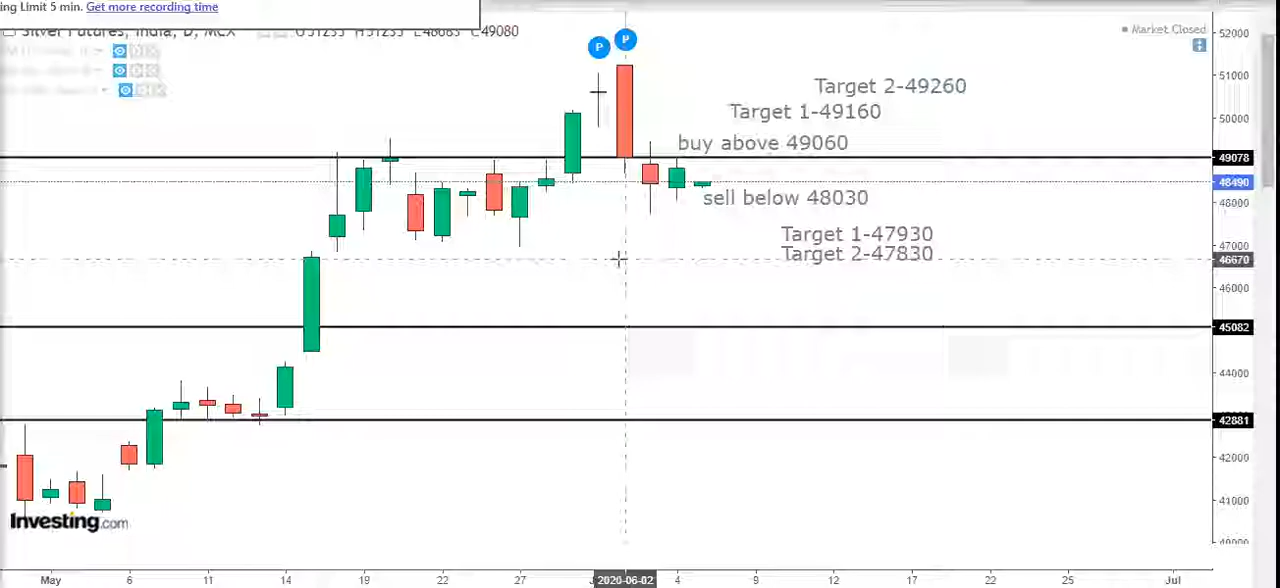 ing Limit 5 min. Get more recording time
Silver Futures, India, D, MCX O51235 H51235 L48683 C49080
Market Closed
P P
52000
51000
50000
49078
48490
48000
47000
46670
46000
45082
44000
42881
42000
41000
40000
Target 2-49260
Target 1-49160
buy above 49060
sell below 48030
Target 1-47930
Target 2-47830
Investing.com
May 6 11 14 19 22 27 2020-06-02 4 9 12 17 22 25 Jul